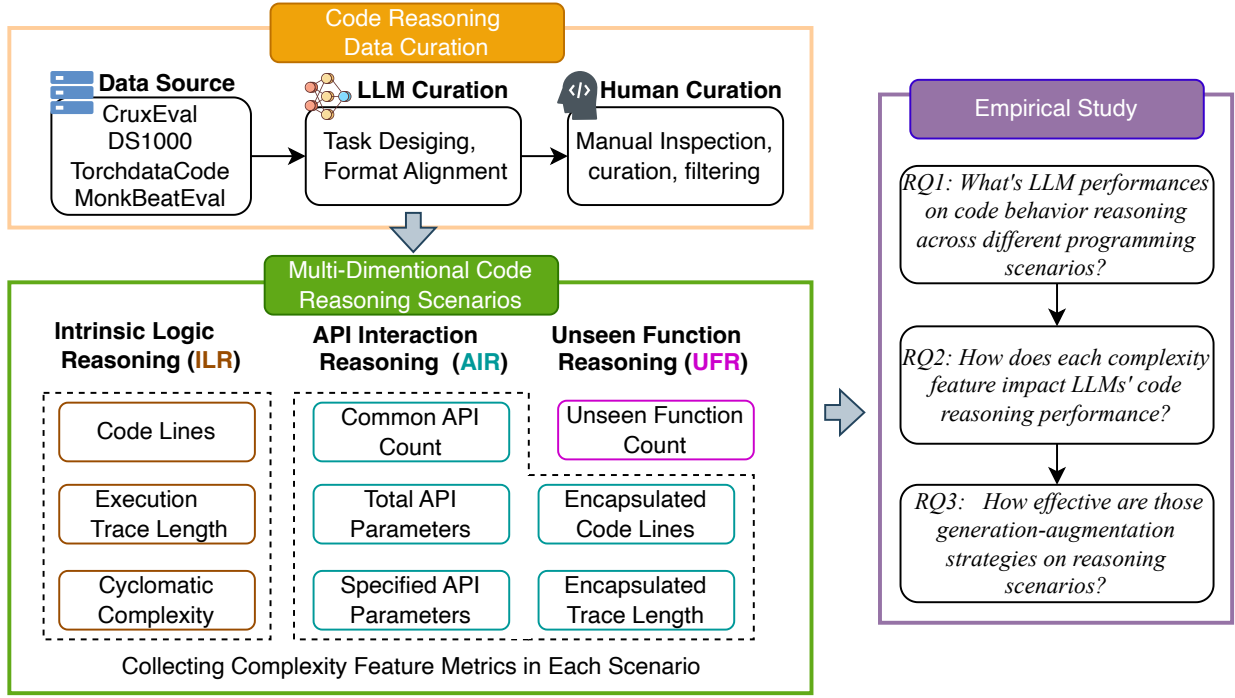 Code Reasoning
Data Curation
Data Source
CruxEval
DS1000
TorchdataCode
MonkBeatEval
LLM Curation
Task Desiging,
Format Alignment
</>
Human Curation
Manual Inspection,
curation, filtering
Multi-Dimentional Code
Reasoning Scenarios
Intrinsic Logic
Reasoning (ILR)
Code Lines
Execution
Trace Length
Cyclomatic
Complexity
API Interaction
Reasoning (AIR)
Common API
Count
Total API
Parameters
Specified API
Parameters
Unseen Function
Reasoning (UFR)
Unseen Function
Count
Encapsulated
Code Lines
Encapsulated
Trace Length
Collecting Complexity Feature Metrics in Each Scenario
Empirical Study
RQ1: What's LLM performances
on code behavior reasoning
across different programming
scenarios?
RQ2: How does each complexity
feature impact LLMs' code
reasoning performance?
RQ3: How effective are those
generation-augmentation
strategies on reasoning
scenarios?